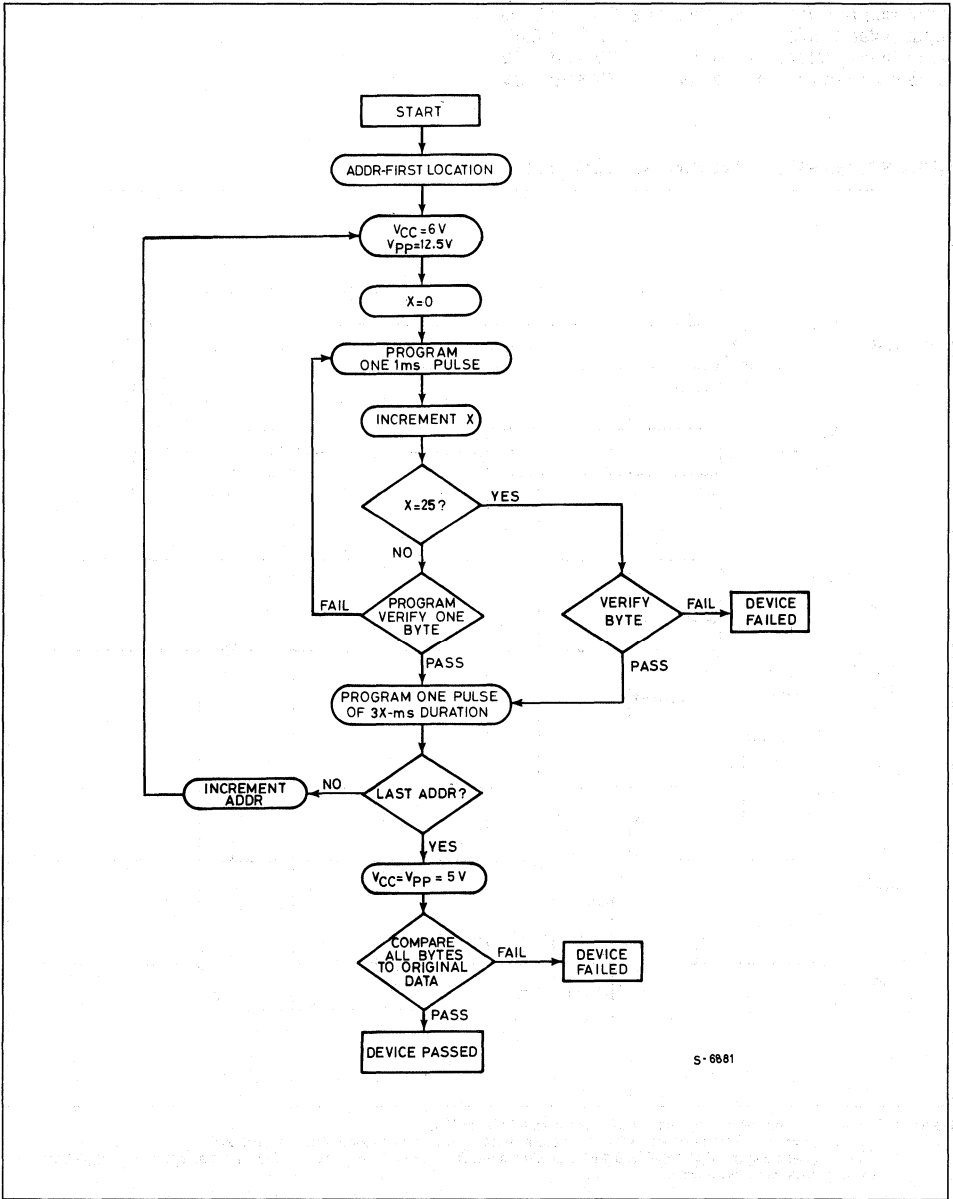 START
ADDR-FIRST LOCATION
VCC=6V
VPP=12.5V
X=0
PROGRAM
ONE 1ms PULSE
INCREMENT X
X=25?
YES
NO
PROGRAM
VERIFY ONE
BYTE
FAIL
PASS
VERIFY
BYTE
FAIL
DEVICE
FAILED
PASS
PROGRAM ONE PULSE
OF 3X-ms DURATION
LAST ADDR?
NO
INCREMENT
ADDR
YES
VCC=VPP = 5V
COMPARE
ALL BYTES
TO ORIGINAL
DATA
FAIL
DEVICE
FAILED
PASS
DEVICE PASSED
S-6881